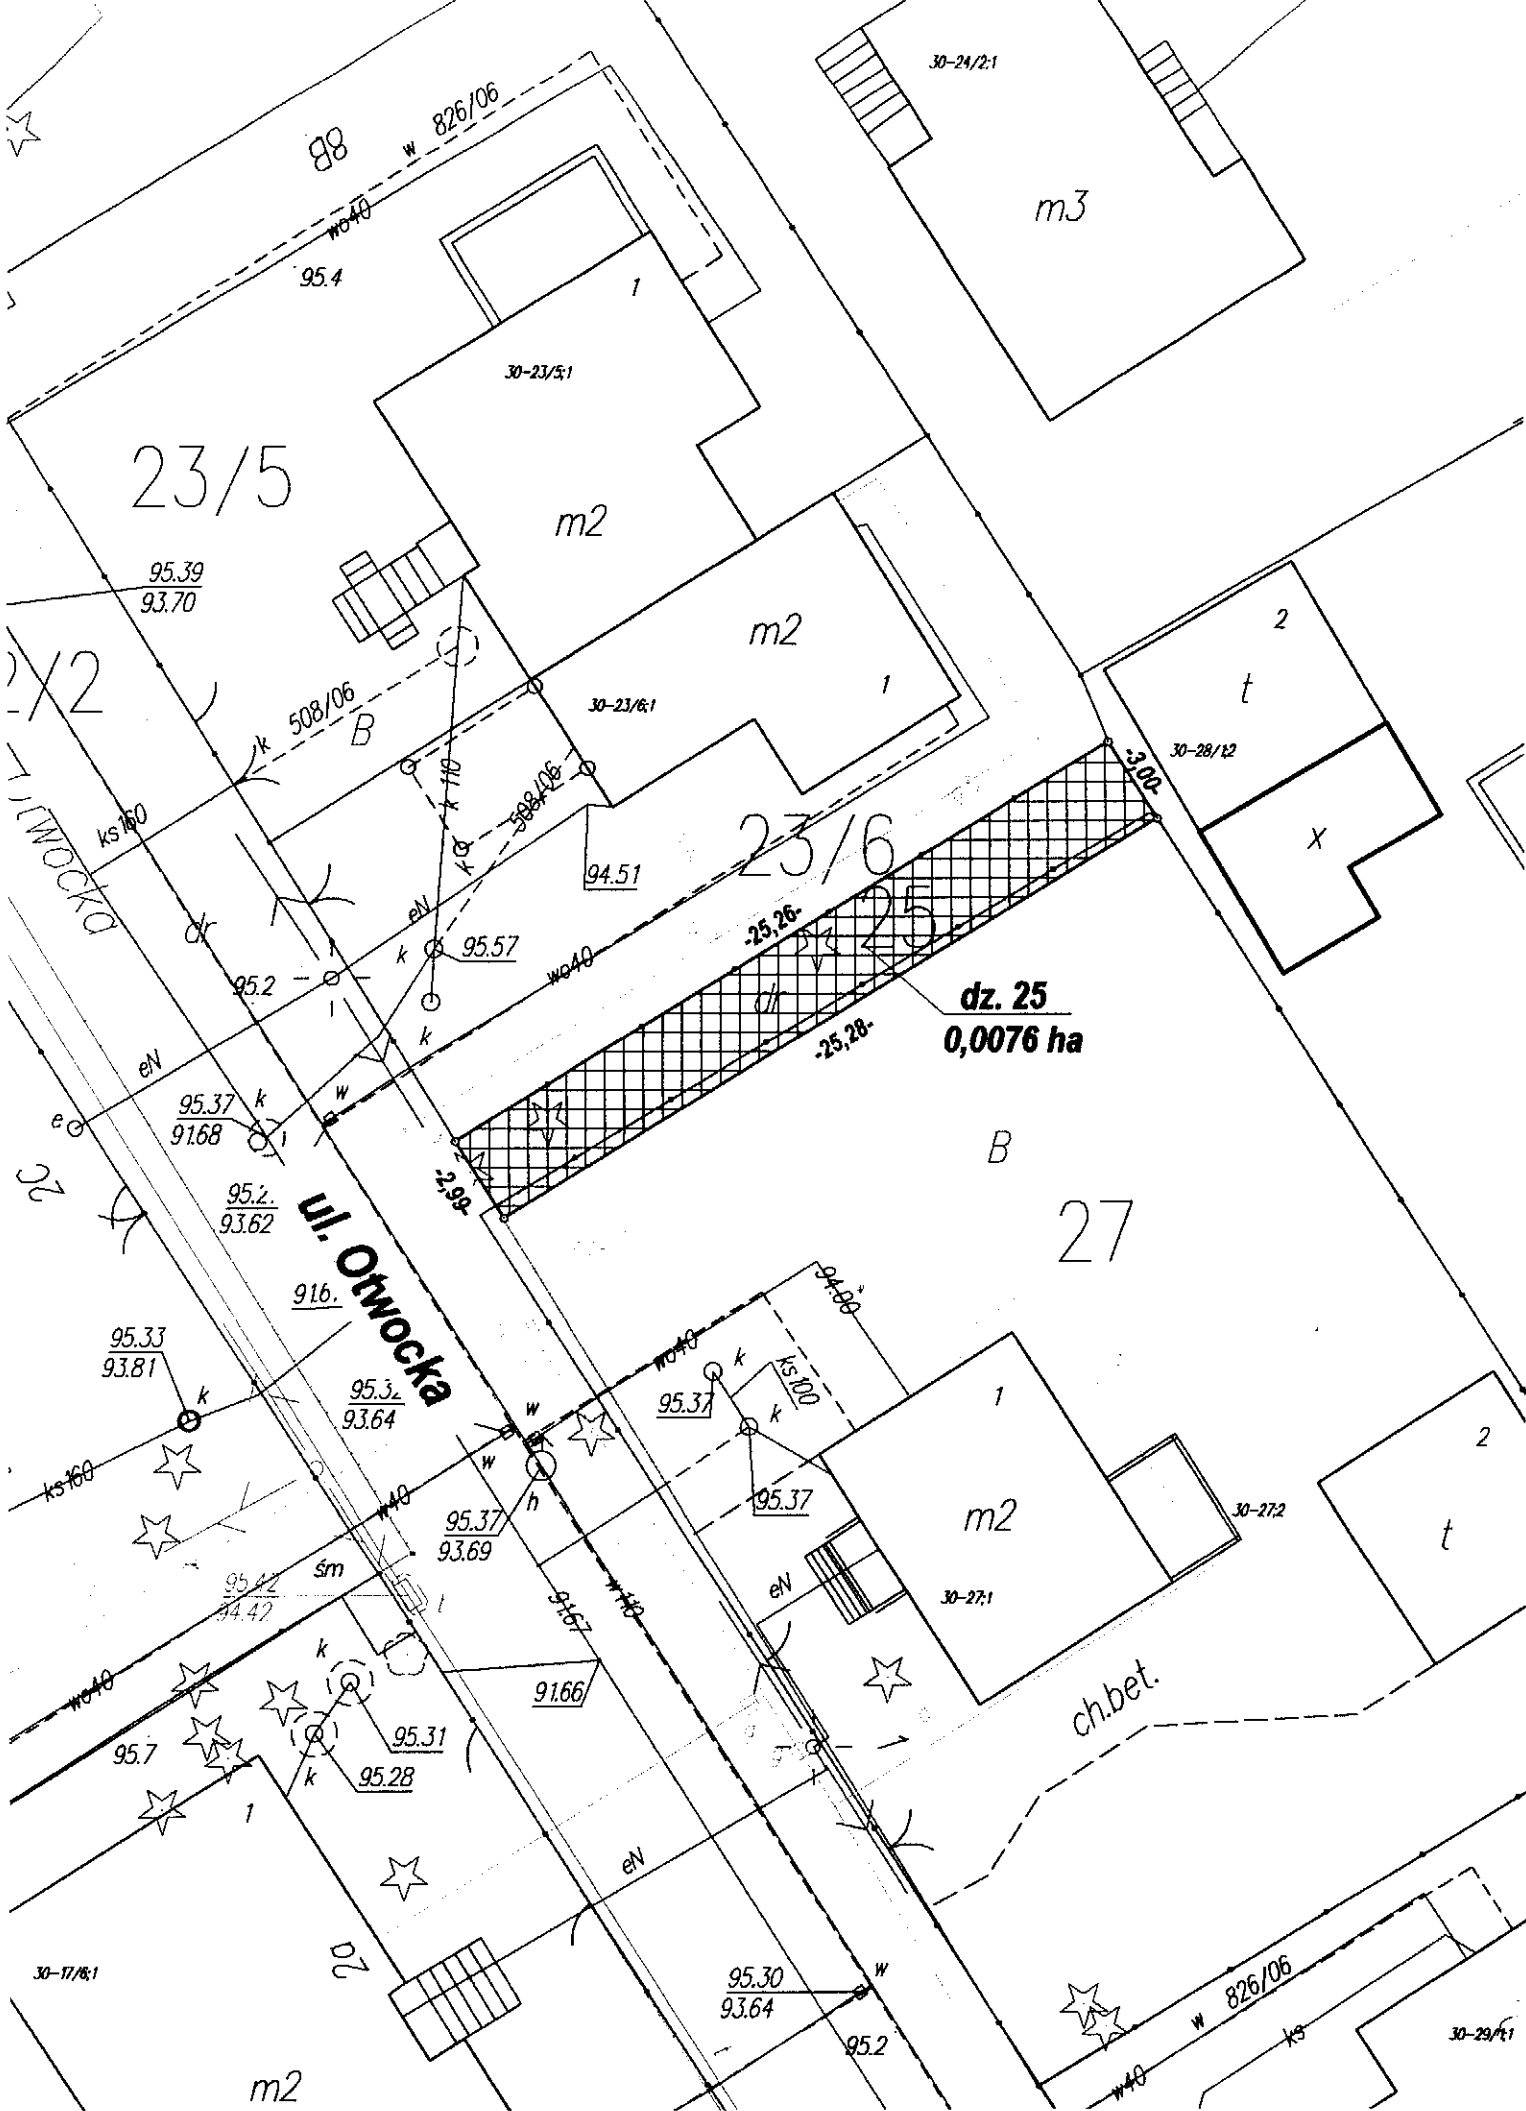 30-24/2;1
826/06
w
8B
wo40
m3
95.4
1
30-23/5;1
23/5
m2
95.39
93.70
2
m2
t
1
508/06
k
B
30-23/6;1
30-28/1;2
-3,00-
k 110
508/06
ks160
x
23/6
k
94.51
eN
25
-25,26-
dr
k
95.57
wo40
95.2
dz. 25
0,0076 ha
dr
k
-25,28-
eN
w
k
95.37
91.68
e
B
2C
-2,99-
27
93.62
ul. Otwocka
94.00
95.33
93.81
k
wo40
k
ks100
95.37
k
1
93.64
w
w
2
ks160
w40
h
95.37
m2
30-27;2
95.37
93.69
t
śm
eN
95.42
94.42
t
w110
91.67
30-27;1
k
wo40
91.66
ch.bet.
95.7
95.31
k
95.28
1
eN
2a
30-17/6;1
w
95.30
93.64
826/06
w
ks
30-29/1;1
95.2
w40
m2